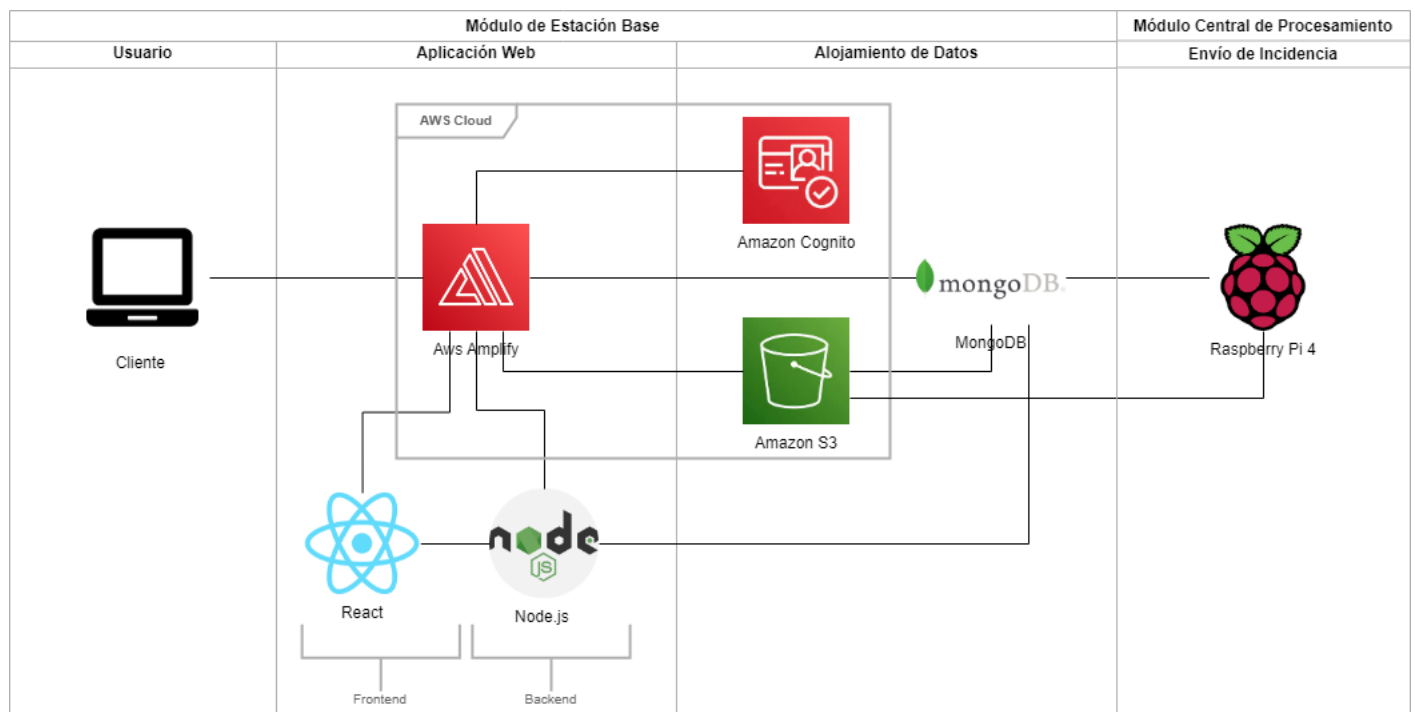 Módulo de Estación Base
Módulo Central de Procesamiento
Usuario
Aplicación Web
Alojamiento de Datos
Envío de Incidencia
AWS Cloud
Amazon Cognito
mongoDB.
MongoDB
Cliente
Aws Amplify
Raspberry Pi 4
Amazon S3
node
JS
React
Node.js
Frontend
Backend